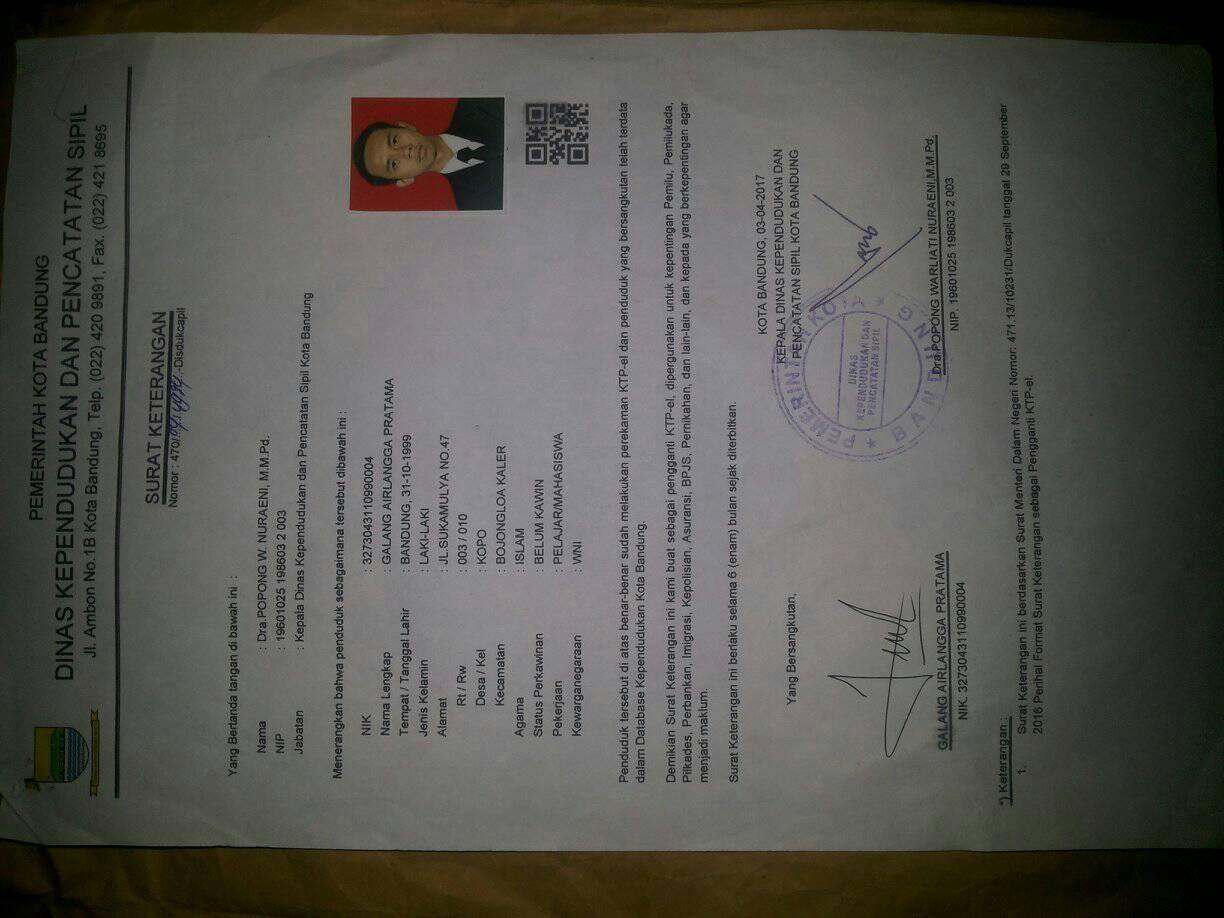 PEMERINTAH KOTA BANDUNG
DINAS KEPENDUDUKAN DAN PENCATATAN SIPIL
Jl. Ambon No.1B Kota Bandung, Telp. (022) 420 9891, Fax. (022) 421 8695
SURAT KETERANGAN
Nomor : 470/ -Disdukcapil
Yang Bertanda tangan di bawah ini :
Nama : Dra.POPONG W. NURAENI, M.M.Pd.
NIP : 19601025 198603 2 003
Jabatan : Kepala Dinas Kependudukan dan Pencatatan Sipil Kota Bandung
Menerangkan bahwa penduduk sebagaimana tersebut dibawah ini :
NIK : 3273043110990004
Nama Lengkap : GALANG AIRLANGGA PRATAMA
Tempat / Tanggal Lahir : BANDUNG, 31-10-1999
Jenis Kelamin : LAKI-LAKI
Alamat : JL.SUKAMULYA NO.47
Rt / Rw : 003 / 010
Desa / Kel : KOPO
Kecamatan : BOJONGLOA KALER
Agama : ISLAM
Status Perkawinan : BELUM KAWIN
Pekerjaan : PELAJAR/MAHASISWA
Kewarganegaraan : WNI
Penduduk tersebut di atas benar-benar sudah melakukan perekaman KTP-el dan penduduk yang bersangkutan telah terdata
dalam Database Kependudukan Kota Bandung.
Demikian Surat Keterangan ini kami buat sebagai pengganti KTP-el, dipergunakan untuk kepentingan Pemilu, Pemilukada,
Pilkades, Perbankan, Imigrasi, Kepolisian, Asuransi, BPJS, Pernikahan, dan lain-lain, dan kepada yang berkepentingan agar
menjadi maklum.
Surat Keterangan ini berlaku selama 6 (enam) bulan sejak diterbitkan.
KOTA BANDUNG, 03-04-2017
KEPALA DINAS KEPENDUDUKAN DAN
PENCATATAN SIPIL KOTA BANDUNG
Yang Bersangkutan,
PEMERINTAH KOTA
DINAS
KEPENDUDUKAN DAN
PENCATATAN SIPIL
BANDUNG
Dra.POPONG WARLIATI NURAENI,M.M.Pd.
NIP. 19601025 198603 2 003
GALANG AIRLANGGA PRATAMA
NIK. 3273043110990004
*) Keterangan :
1. Surat Keterangan ini berdasarkan Surat Menteri Dalam Negeri Nomor: 471.13/10231/Dukcapil tanggal 29 September
2016 Perihal Format Surat Keterangan sebagai Pengganti KTP-el.